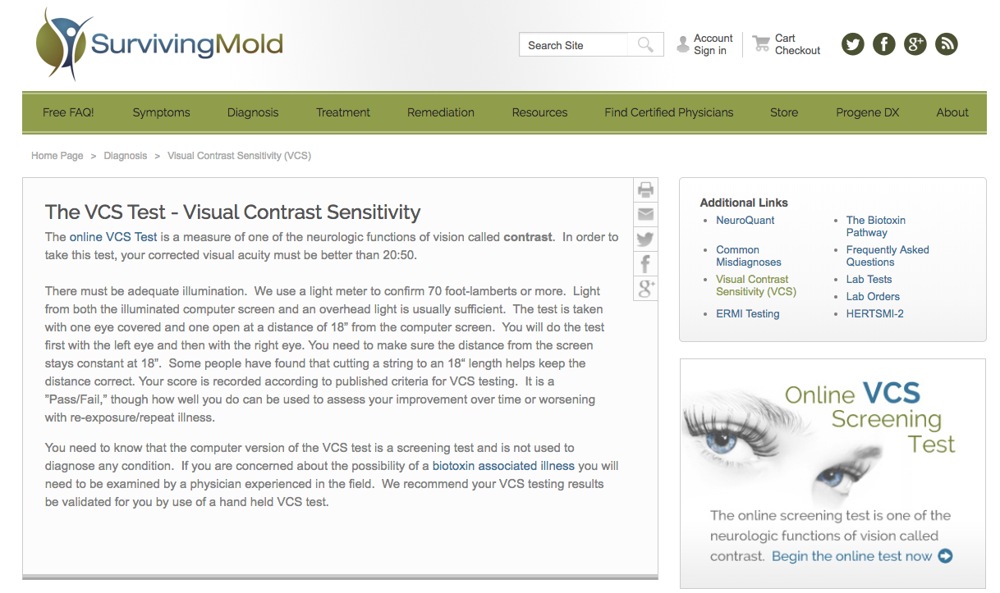 SurvivingMold
Search Site
Account
Sign in
Cart
Checkout
Free FAQ! Symptoms Diagnosis Treatment Remediation Resources Find Certified Physicians Store Progene DX About
Home Page > Diagnosis > Visual Contrast Sensitivity (VCS)
The VCS Test - Visual Contrast Sensitivity
The online VCS Test is a measure of one of the neurologic functions of vision called contrast.  In order to
take this test, your corrected visual acuity must be better than 20:50.
There must be adequate illumination.  We use a light meter to confirm 70 foot-lamberts or more.  Light
from both the illuminated computer screen and an overhead light is usually sufficient.  The test is taken
with one eye covered and one open at a distance of 18” from the computer screen.  You will do the test
first with the left eye and then with the right eye. You need to make sure the distance from the screen
stays constant at 18”.  Some people have found that cutting a string to an 18“ length helps keep the
distance correct. Your score is recorded according to published criteria for VCS testing.  It is a
”Pass/Fail,” though how well you do can be used to assess your improvement over time or worsening
with re-exposure/repeat illness.
You need to know that the computer version of the VCS test is a screening test and is not used to
diagnose any condition.  If you are concerned about the possibility of a biotoxin associated illness you will
need to be examined by a physician experienced in the field.  We recommend your VCS testing results
be validated for you by use of a hand held VCS test.
Additional Links
• NeuroQuant
• Common
Misdiagnoses
• Visual Contrast
Sensitivity (VCS)
• ERMI Testing
• The Biotoxin
Pathway
• Frequently Asked
Questions
• Lab Tests
• Lab Orders
• HERTSMI-2
Online VCS
Screening
Test
The online screening test is one of the
neurologic functions of vision called
contrast. Begin the online test now